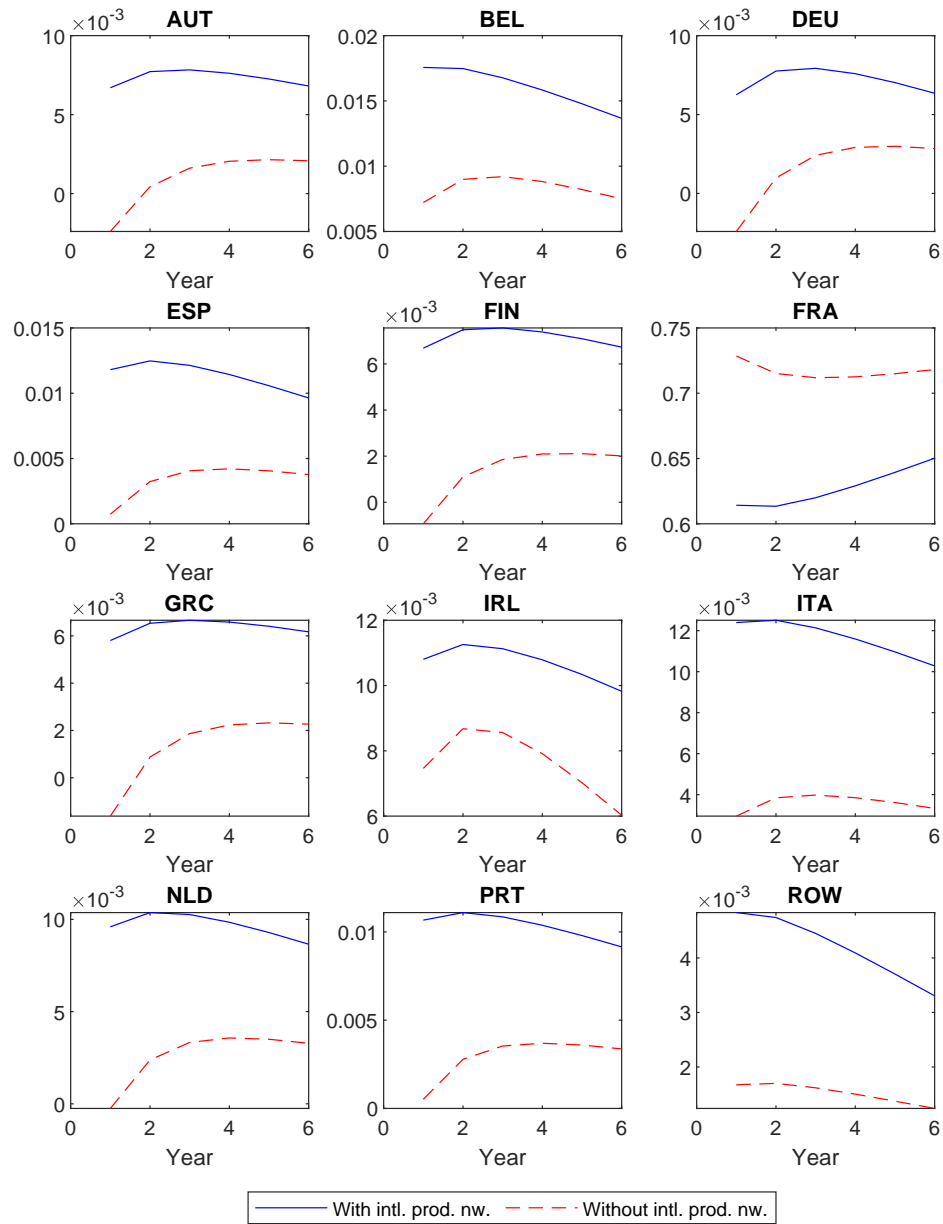 AUT
×10-3
10
5
0
0 2 4 6
Year
BEL
0.02
0.015
0.01
0.005
0 2 4 6
Year
DEU
×10-3
10
5
0
0 2 4 6
Year
ESP
0.015
0.01
0.005
0
0 2 4 6
Year
FIN
×10-3
6
4
2
0
0 2 4 6
Year
FRA
0.75
0.7
0.65
0.6
0 2 4 6
Year
GRC
×10-3
6
4
2
0
0 2 4 6
Year
IRL
×10-3
12
10
8
6
0 2 4 6
Year
ITA
×10-3
12
10
8
6
4
0 2 4 6
Year
NLD
×10-3
10
5
0
0 2 4 6
Year
PRT
0.01
0.005
0
0 2 4 6
Year
ROW
×10-3
4
3
2
0 2 4 6
Year
With intl. prod. nw. Without intl. prod. nw.